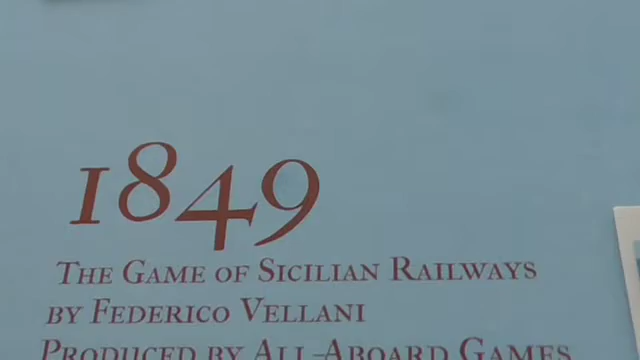 1849
The Game of Sicilian Railways
by Federico Vellani
Produced by All-Aboard Games